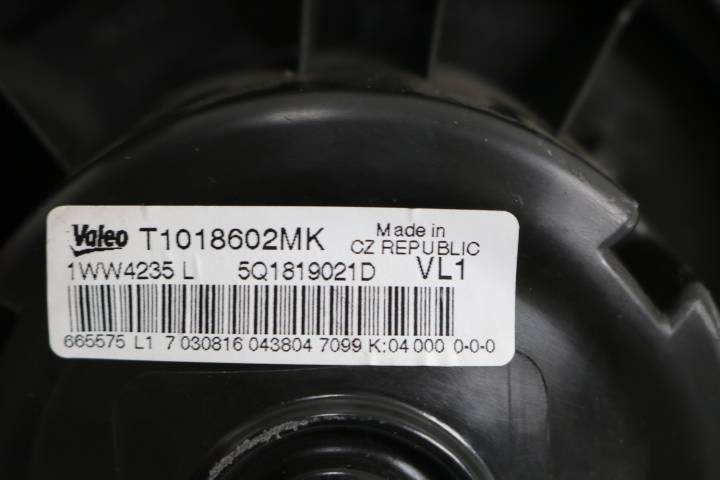 Valeo T1018602MK Made in
CZ REPUBLIC
1WW4235 L 5Q1819021D VL1
665575 L1 7 030816 043804 7099 K:04 000 0-0-0